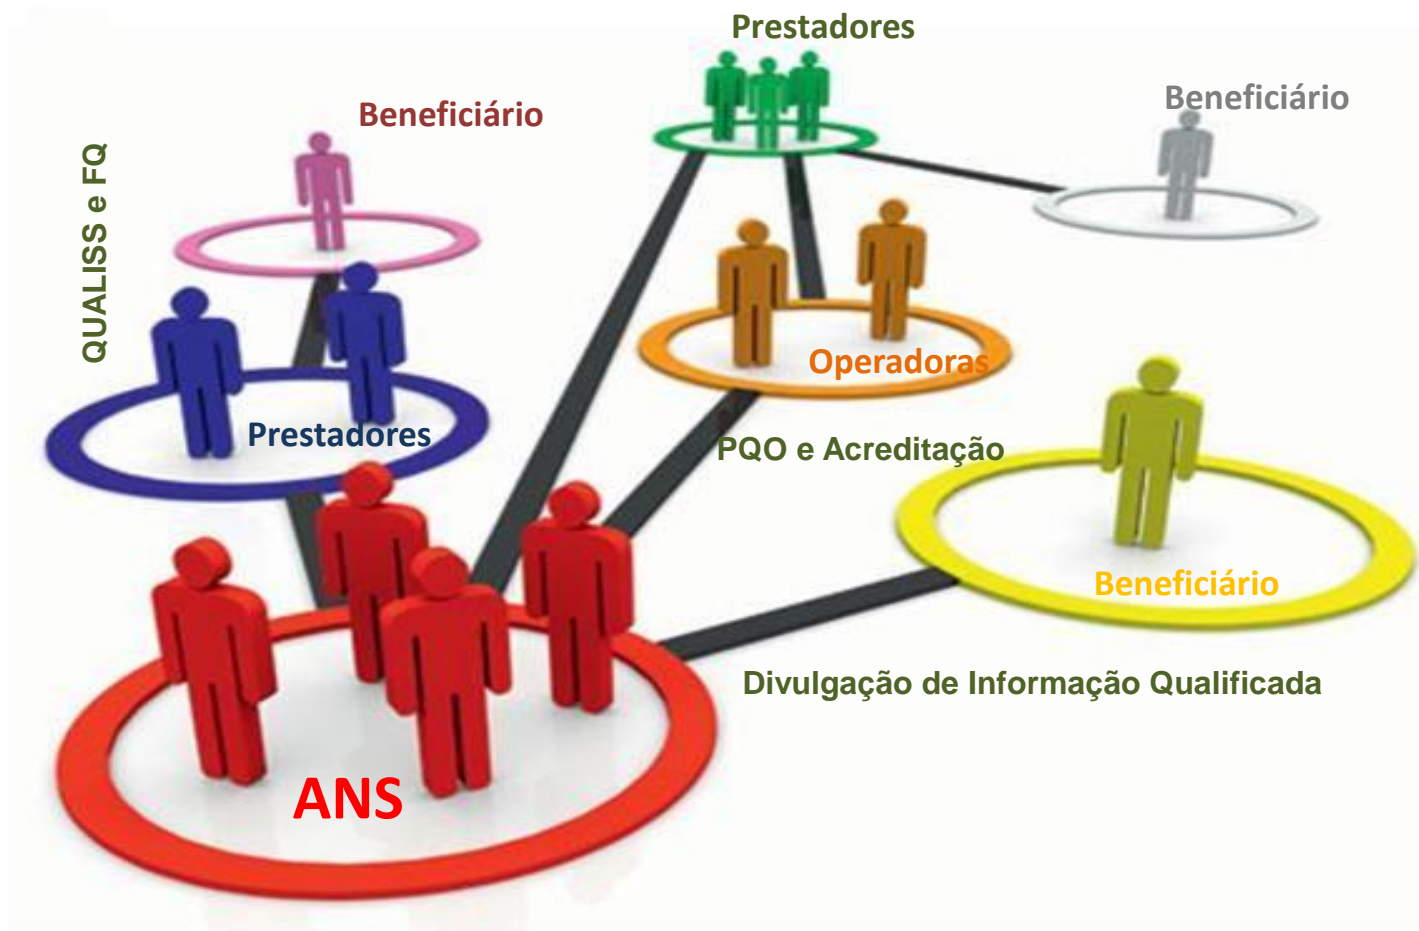 Prestadores
Beneficiário
Beneficiário
QUALISS e FQ
Operadoras
Prestadores
PQO e Acreditação
Beneficiário
Divulgação de Informação Qualificada
ANS